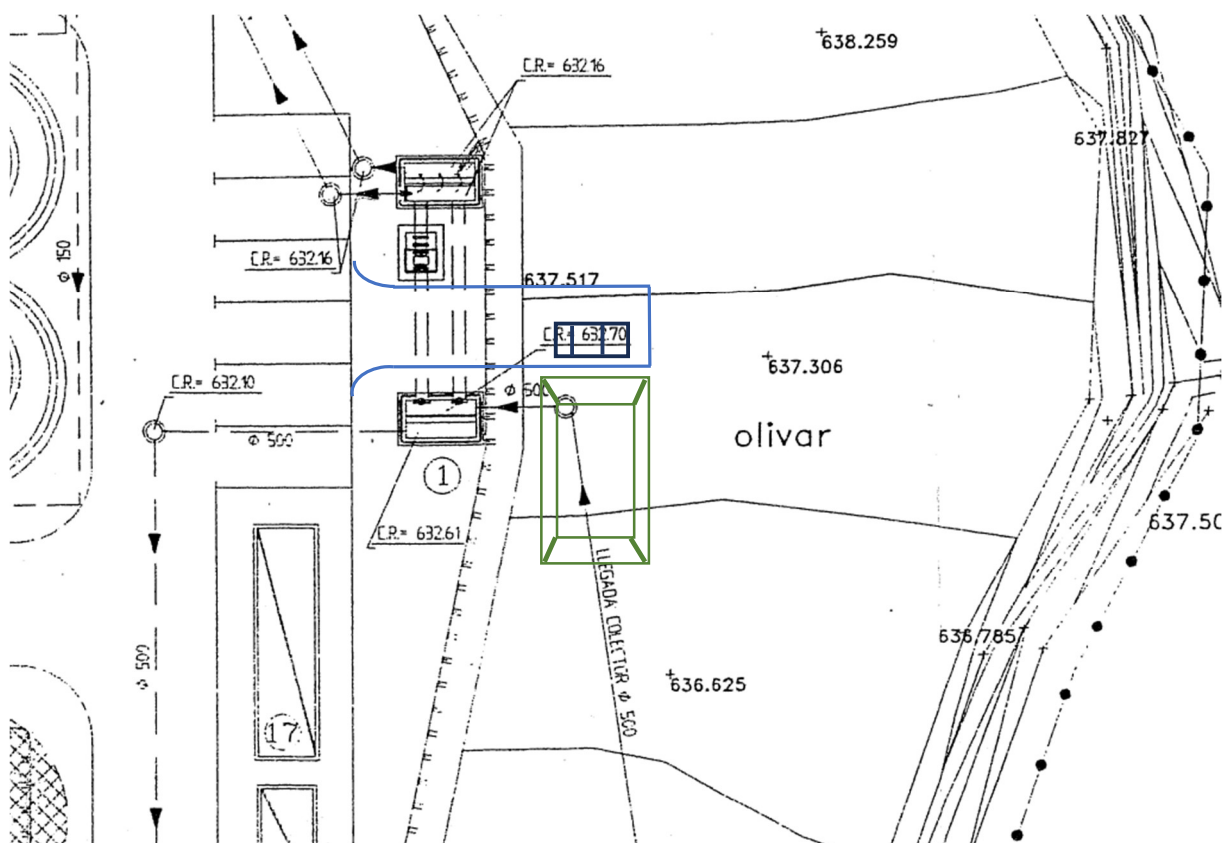 638.259
C.R.= 632.16
637.827
Φ 150
C.R.= 632.16
637.517
C.R.= 632.70
637.306
C.R.= 632.10
Φ 500
Φ 500
olivar
1
637.50
C.R.= 632.61
LLEGADA COLECTOR Φ 500
636.785
Φ 500
636.625
17